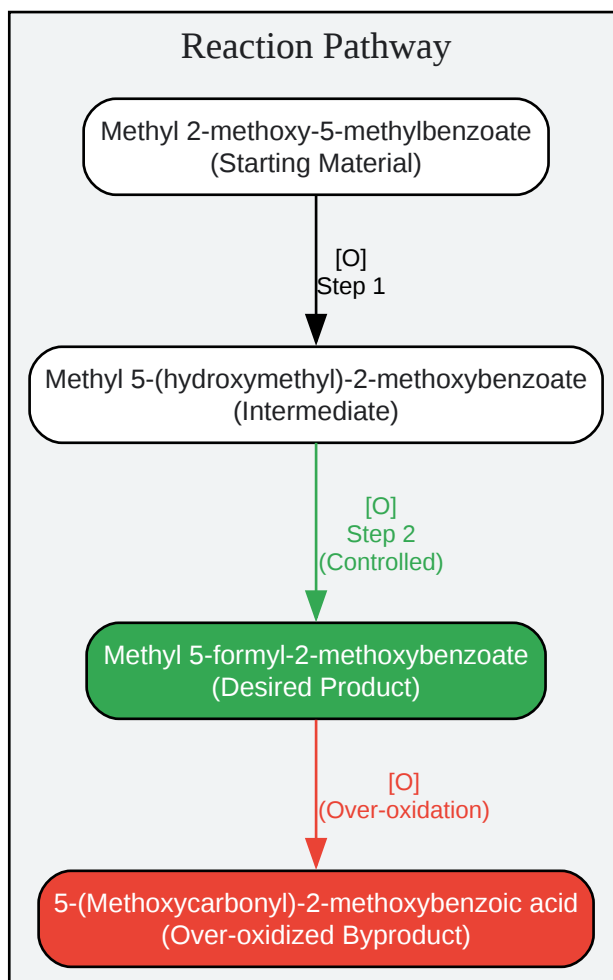 Reaction Pathway
Methyl 2-methoxy-5-methylbenzoate
(Starting Material)
[O]
Step 1
Methyl 5-(hydroxymethyl)-2-methoxybenzoate
(Intermediate)
[O]
Step 2
(Controlled)
Methyl 5-formyl-2-methoxybenzoate
(Desired Product)
[O]
(Over-oxidation)
5-(Methoxycarbonyl)-2-methoxybenzoic acid
(Over-oxidized Byproduct)